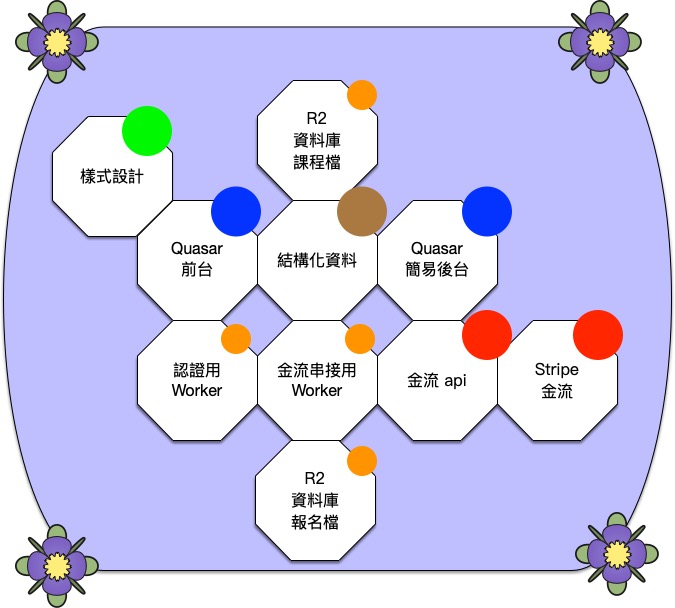 R2
資料庫
課程檔
樣式設計
Quasar
前台
結構化資料
Quasar
簡易後台
認證用
Worker
金流串接用
Worker
金流 api
Stripe
金流
R2
資料庫
報名檔